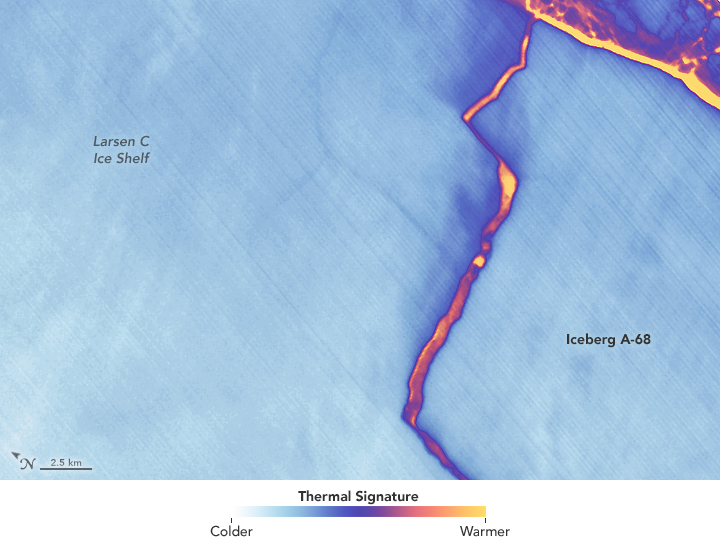 Larsen C
Ice Shelf
Iceberg A-68
N
2.5 km
Thermal Signature
Colder
Warmer